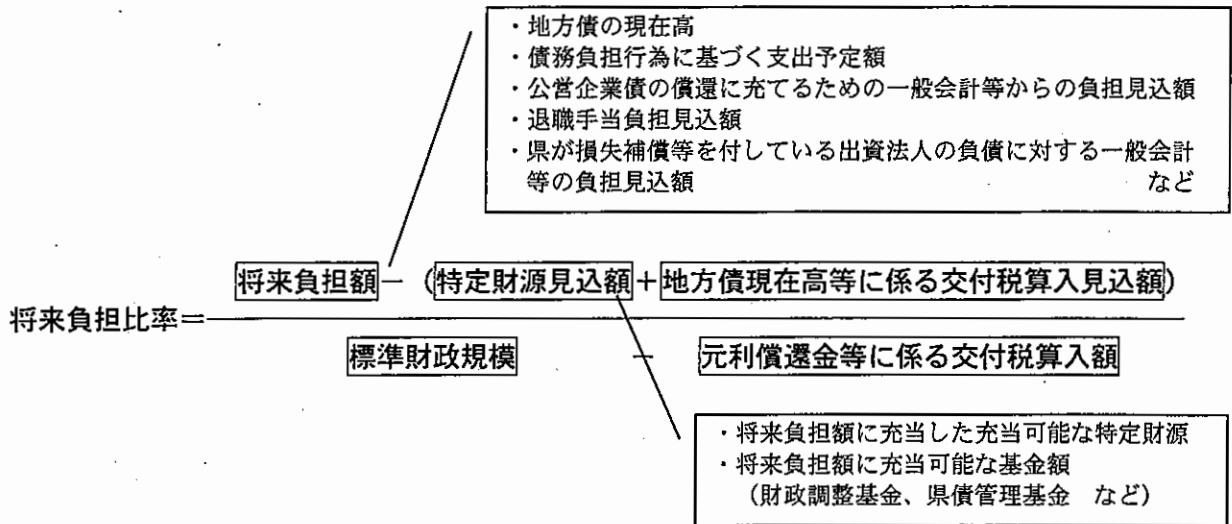 ・地方債の現在高
・債務負担行為に基づく支出予定額
・公営企業債の償還に充てるための一般会計等からの負担見込額
・退職手当負担見込額
・県が損失補償等を付している出資法人の負債に対する一般会計
等の負担見込額 など
将来負担額－（特定財源見込額＋地方債現在高等に係る交付税算入見込額）
将来負担比率＝
標準財政規模 － 元利償還金等に係る交付税算入額
・将来負担額に充当した充当可能な特定財源
・将来負担額に充当可能な基金額
（財政調整基金、県債管理基金 など）